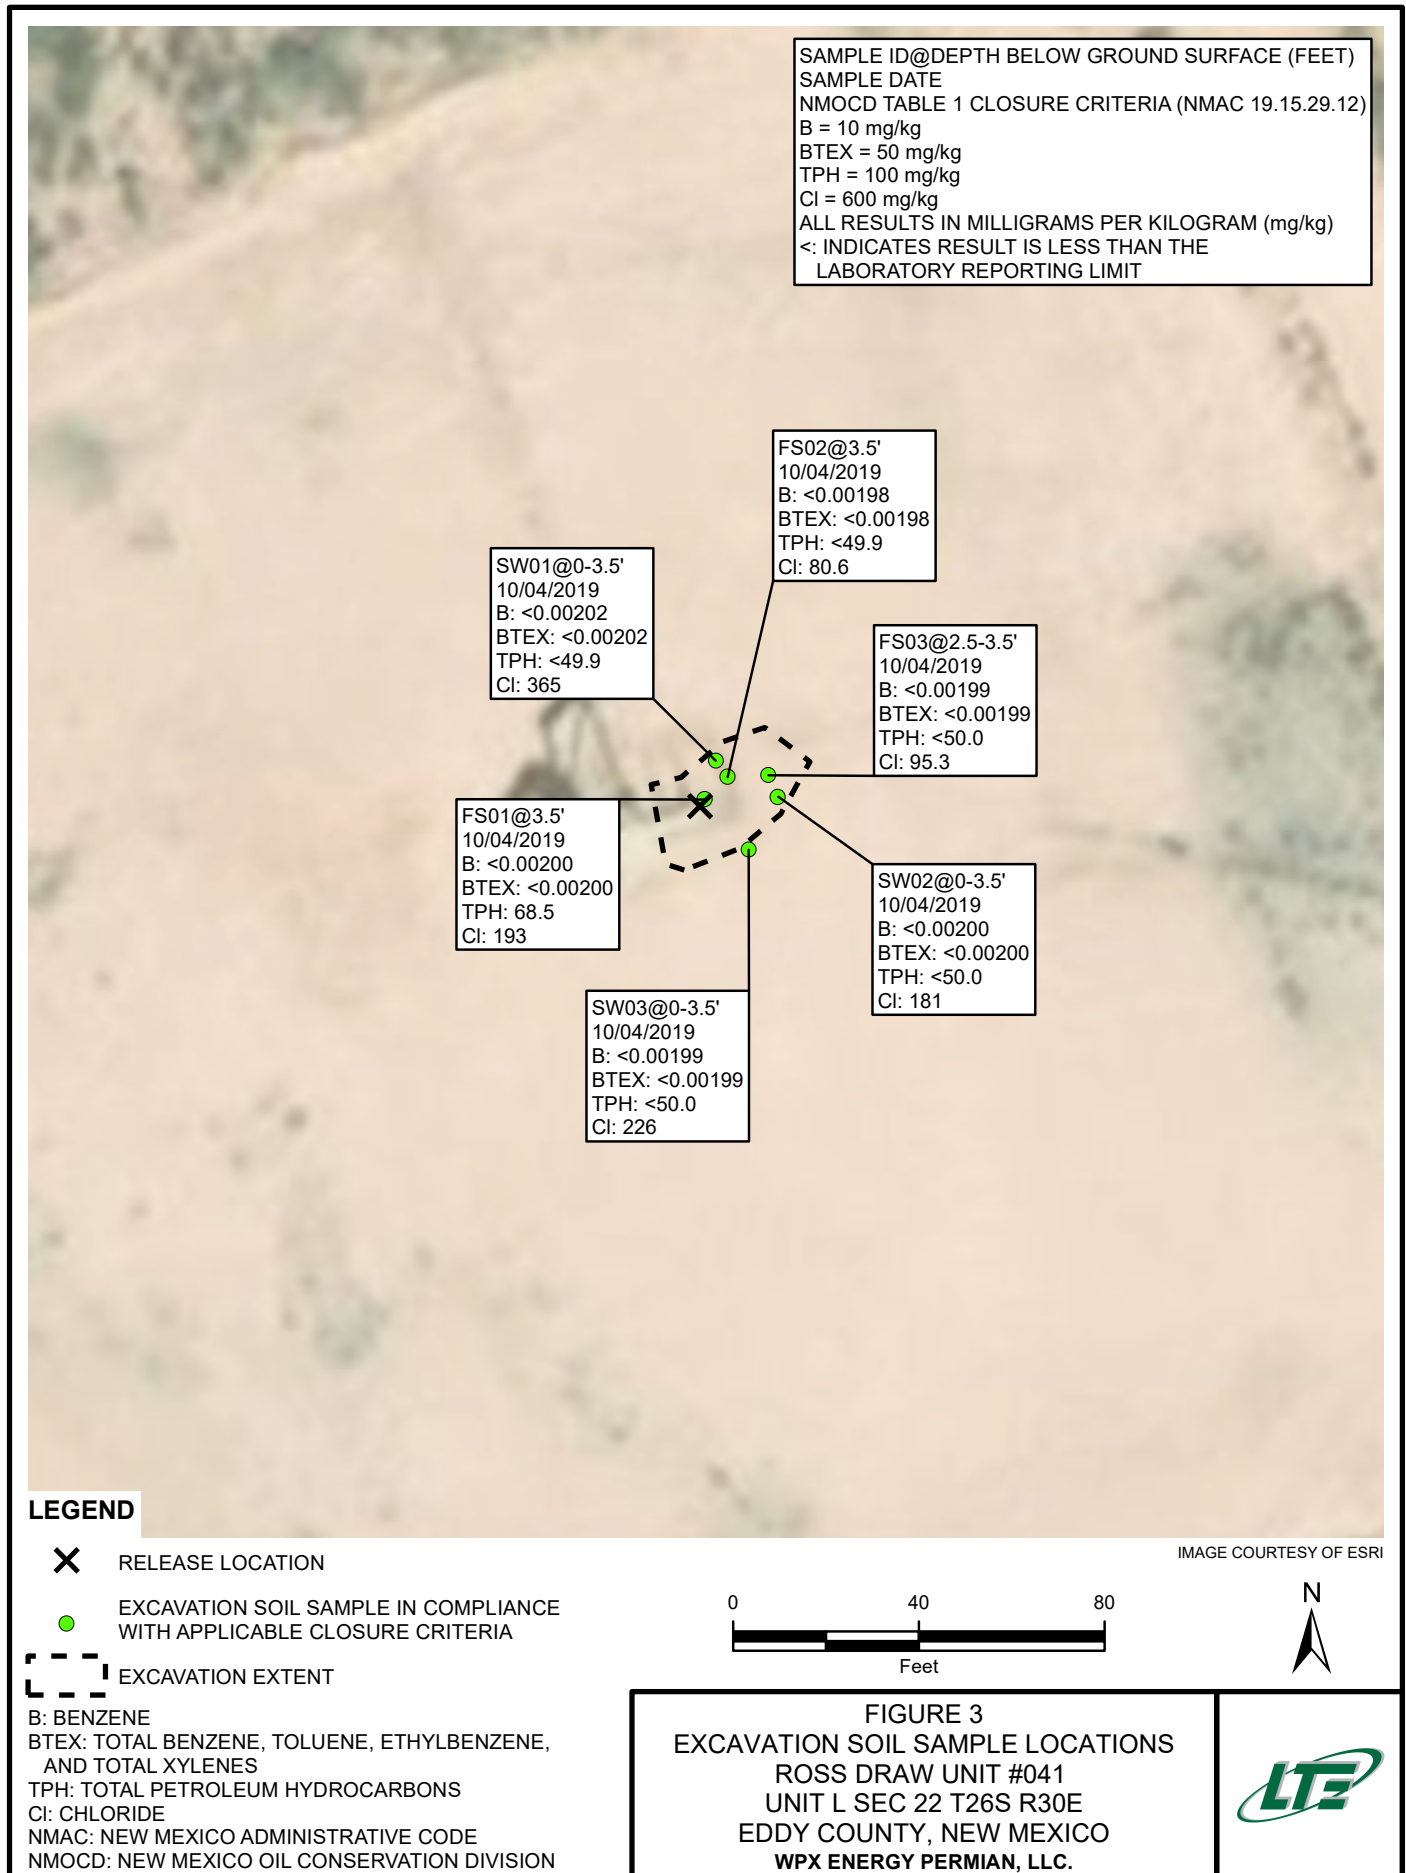 SAMPLE ID@DEPTH BELOW GROUND SURFACE (FEET)
SAMPLE DATE
NMOCD TABLE 1 CLOSURE CRITERIA (NMAC 19.15.29.12)
B = 10 mg/kg
BTEX = 50 mg/kg
TPH = 100 mg/kg
Cl = 600 mg/kg
ALL RESULTS IN MILLIGRAMS PER KILOGRAM (mg/kg)
<: INDICATES RESULT IS LESS THAN THE
LABORATORY REPORTING LIMIT
FS02@3.5'
10/04/2019
B: <0.00198
BTEX: <0.00198
TPH: <49.9
Cl: 80.6
SW01@0-3.5'
10/04/2019
B: <0.00202
BTEX: <0.00202
TPH: <49.9
Cl: 365
FS03@2.5-3.5'
10/04/2019
B: <0.00199
BTEX: <0.00199
TPH: <50.0
Cl: 95.3
FS01@3.5'
10/04/2019
B: <0.00200
BTEX: <0.00200
TPH: 68.5
Cl: 193
SW02@0-3.5'
10/04/2019
B: <0.00200
BTEX: <0.00200
TPH: <50.0
Cl: 181
SW03@0-3.5'
10/04/2019
B: <0.00199
BTEX: <0.00199
TPH: <50.0
Cl: 226
LEGEND
RELEASE LOCATION
EXCAVATION SOIL SAMPLE IN COMPLIANCE
WITH APPLICABLE CLOSURE CRITERIA
EXCAVATION EXTENT
B: BENZENE
BTEX: TOTAL BENZENE, TOLUENE, ETHYLBENZENE,
AND TOTAL XYLENES
TPH: TOTAL PETROLEUM HYDROCARBONS
Cl: CHLORIDE
NMAC: NEW MEXICO ADMINISTRATIVE CODE
NMOCD: NEW MEXICO OIL CONSERVATION DIVISION
IMAGE COURTESY OF ESRI
0 40 80
Feet
N
FIGURE 3
EXCAVATION SOIL SAMPLE LOCATIONS
ROSS DRAW UNIT #041
UNIT L SEC 22 T26S R30E
EDDY COUNTY, NEW MEXICO
WPX ENERGY PERMIAN, LLC.
LTE